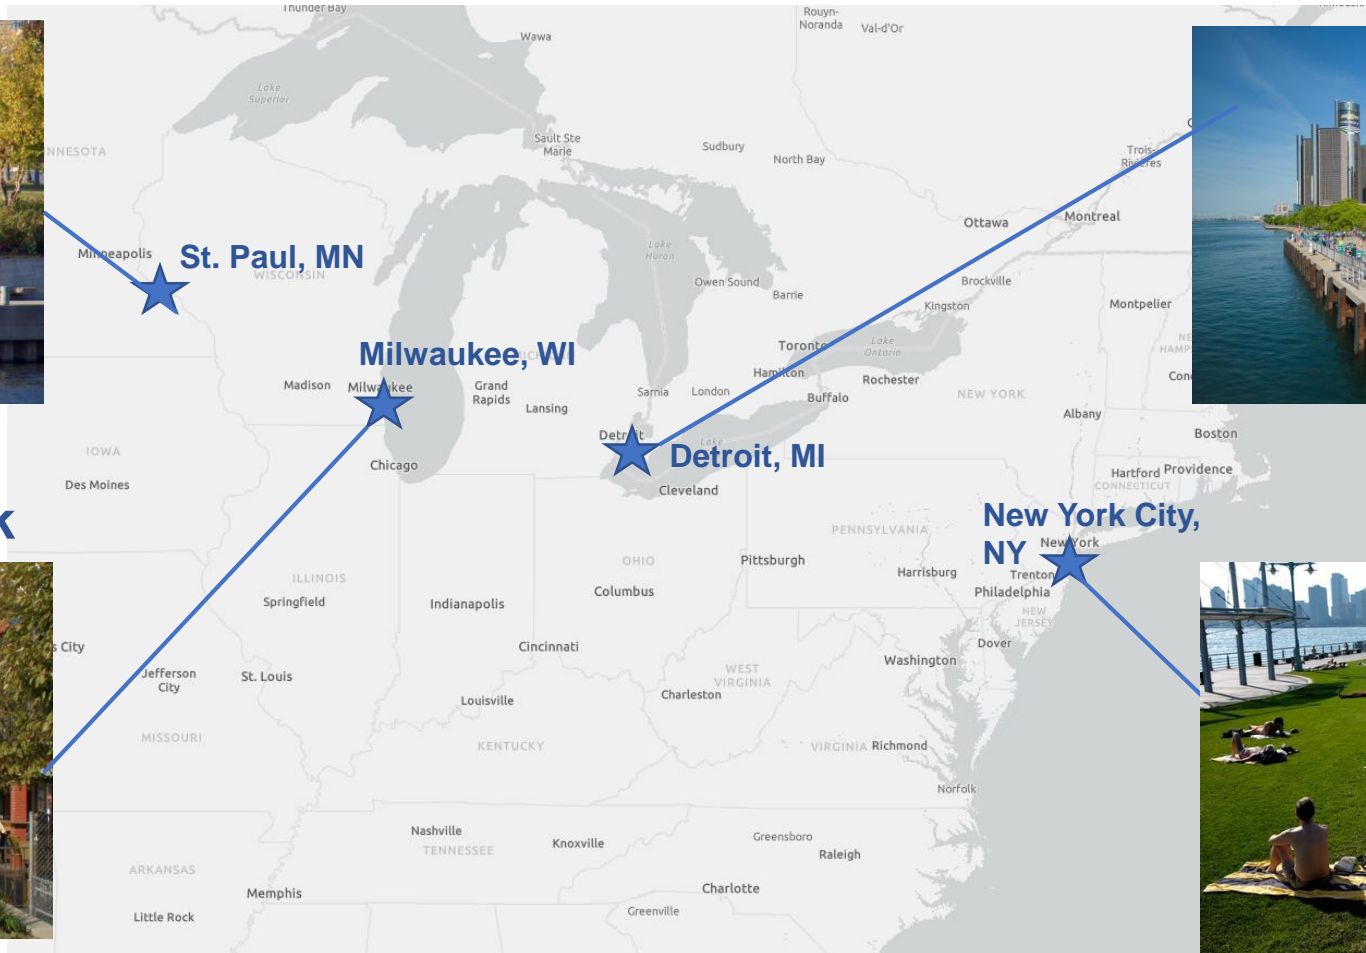 Thunder Bay
Rouyn-
Noranda
Val-d'Or
Wawa
Lake
Superior
Sault Ste
Marie
Sudbury
North Bay
Trois-
Rivières
NNESOTA
Ottawa
Montreal
Minneapolis
St. Paul, MN
WISCONSIN
Lake
Huron
Owen Sound
Barrie
Brockville
Kingston
Montpelier
Milwaukee, WI
Toronto
Lake
Ontario
NE
HAMP
Madison
Milwaukee
Grand
Rapids
Lansing
Sarnia
London
Hamilton
Buffalo
Rochester
NEW YORK
Con
Albany
Boston
Detroit
Lake
Detroit, MI
IOWA
Des Moines
Chicago
Cleveland
Hartford
Providence
CONNECTICUT
k
PENNSYLVANIA
New York City,
NY
New York
OHIO
Pittsburgh
Harrisburg
Trenton
Philadelphia
NEW
JERSEY
ILLINOIS
Springfield
Indianapolis
Columbus
s City
Cincinnati
Dover
Washington
Jefferson
City
St. Louis
WEST
VIRGINIA
Charleston
Louisville
MISSOURI
KENTUCKY
VIRGINIA
Richmond
Norfolk
Nashville
TENNESSEE
Knoxville
Greensboro
Raleigh
ARKANSAS
Memphis
Charlotte
Little Rock
Greenville